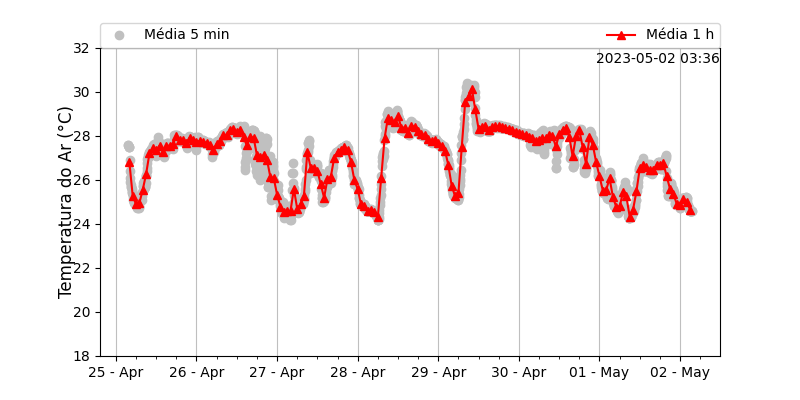 Média 5 min
Média 1 h
2023-05-02 03:36
Temperatura do Ar (°C)
32
30
28
26
24
22
20
18
25 - Apr
26 - Apr
27 - Apr
28 - Apr
29 - Apr
30 - Apr
01 - May
02 - May